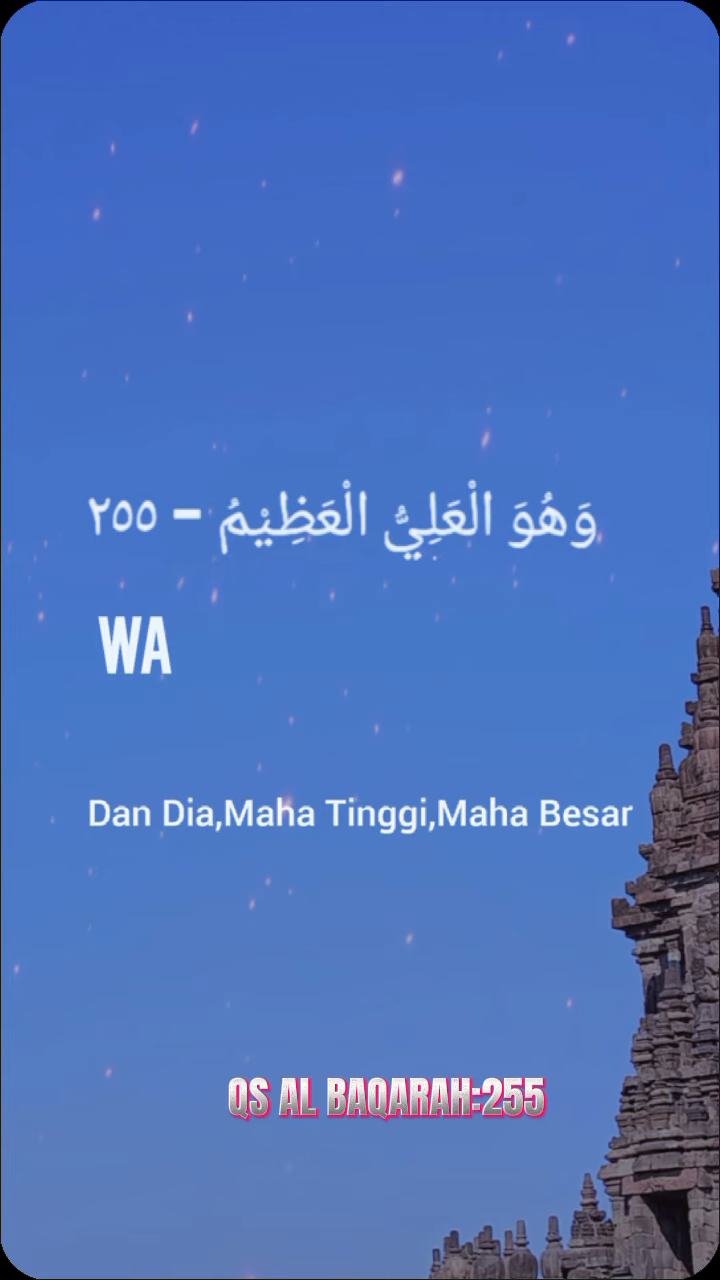 وَهُوَ الْعَلِيُّ الْعَظِيْمُ - ٢٥٥
WA
Dan Dia,Maha Tinggi,Maha Besar
QS AL BAQARAH:255